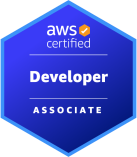 aws
certified
Developer
ASSOCIATE